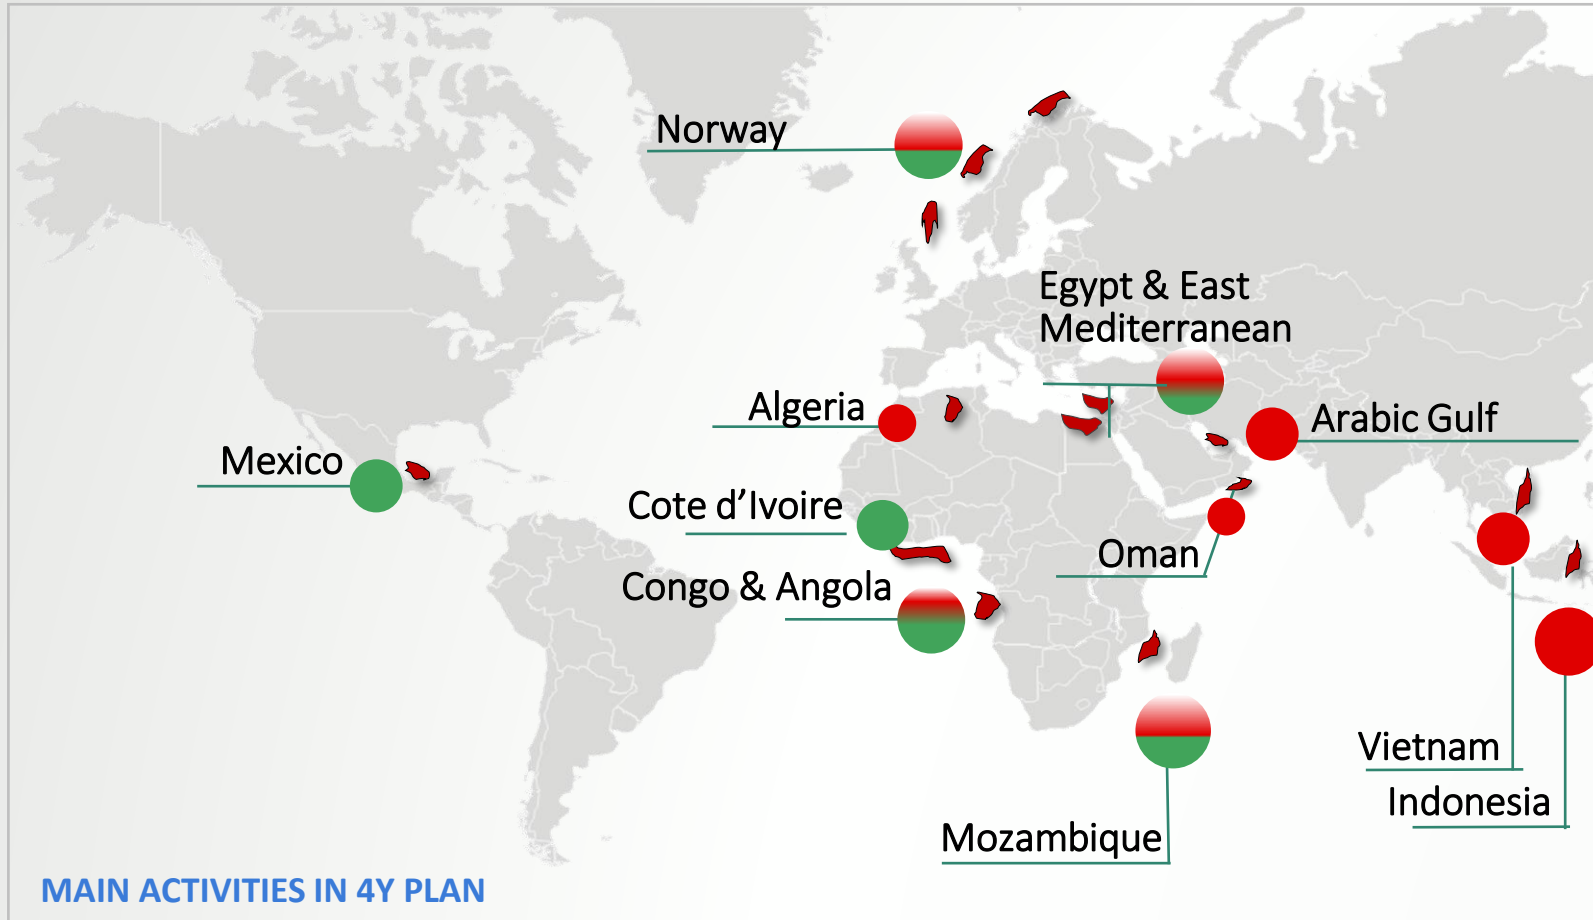 Norway
Egypt & East
Mediterranean
Algeria
Arabic Gulf
Mexico
Cote d’Ivoire
Oman
Congo & Angola
Vietnam
Indonesia
Mozambique
MAIN ACTIVITIES IN 4Y PLAN